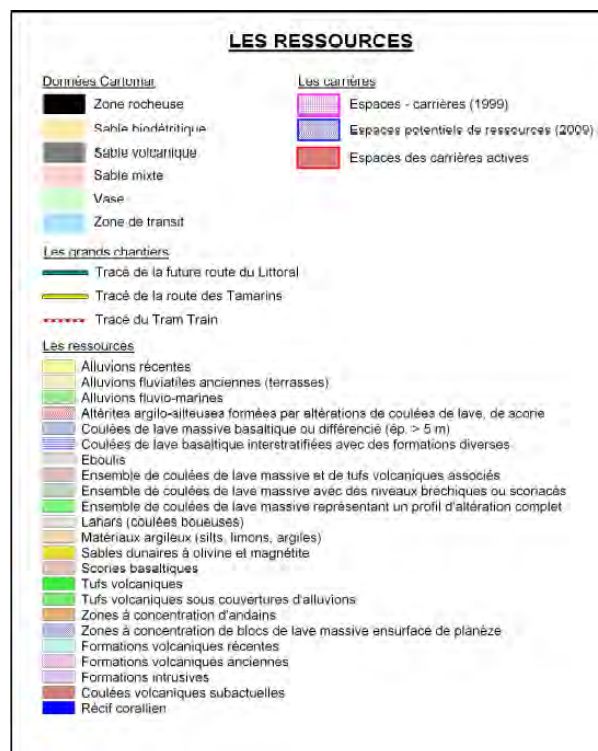 LES RESSOURCES
Données Cartomar
Zone rocheuse
Sable biodétritique
Sable volcanique
Sable mixte
Vase
Zone de transit
Les carrières
Espaces - carrières (1999)
Espaces potentiels de ressources (2009)
Espaces des carrières actives
Les grands chantiers
Tracé de la future route du Littoral
Tracé de la route des Tamarins
Tracé du Tram Train
Les ressources
Alluvions récentes
Alluvions fluviatiles anciennes (terrasses)
Alluvions fluvio-marines
Altérites argilo-silteuses formées par altérations de coulées de lave, de scorie
Coulées de lave massive basaltique ou différencié (ép. > 5 m)
Coulées de lave basaltique interstratifiées avec des formations diverses
Eboulis
Ensemble de coulées de lave massive et de tufs volcaniques associés
Ensemble de coulées de lave massive avec des niveaux bréchiques ou scoriacés
Ensemble de coulées de lave massive représentant un profil d'altération complet
Lahars (coulées boueuses)
Matériaux argileux (silts, limons, argiles)
Sables dunaires à olivine et magnétite
Scories basaltiques
Tufs volcaniques
Tufs volcaniques sous couvertures d'alluvions
Zones à concentration d'andains
Zones à concentration de blocs de lave massive ensurface de planèze
Formations volcaniques récentes
Formations volcaniques anciennes
Formations intrusives
Coulées volcaniques subactuelles
Récif corallien